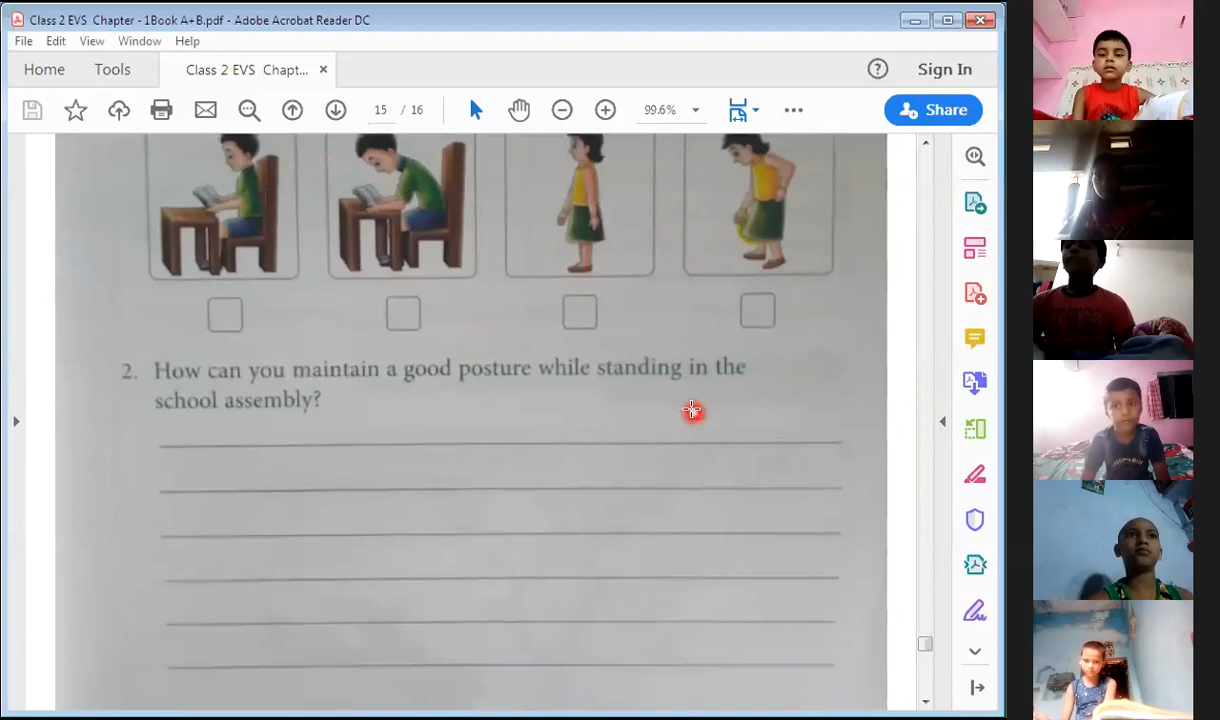 Class 2 EVS Chapter - 1Book A+B.pdf - Adobe Acrobat Reader DC
File Edit View Window Help
Home Tools Class 2 EVS Chapt... × Sign In
15 / 16 99.6% Share
2. How can you maintain a good posture while standing in the
school assembly?